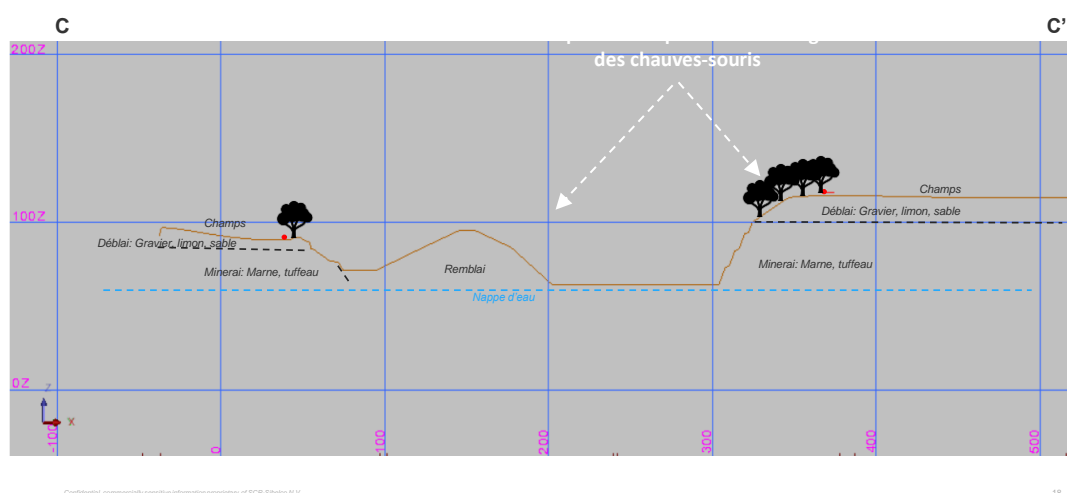 C
C'
200Z
des chauves-souris
Champs
Champs
100Z
Déblai: Gravier, limon, sable
Déblai: Gravier, limon, sable
Minerai: Marne, tuffeau
Remblai
Minerai: Marne, tuffeau
Nappe d'eau
0Z
Z
X
-100
0
100
200
300
400
500
18